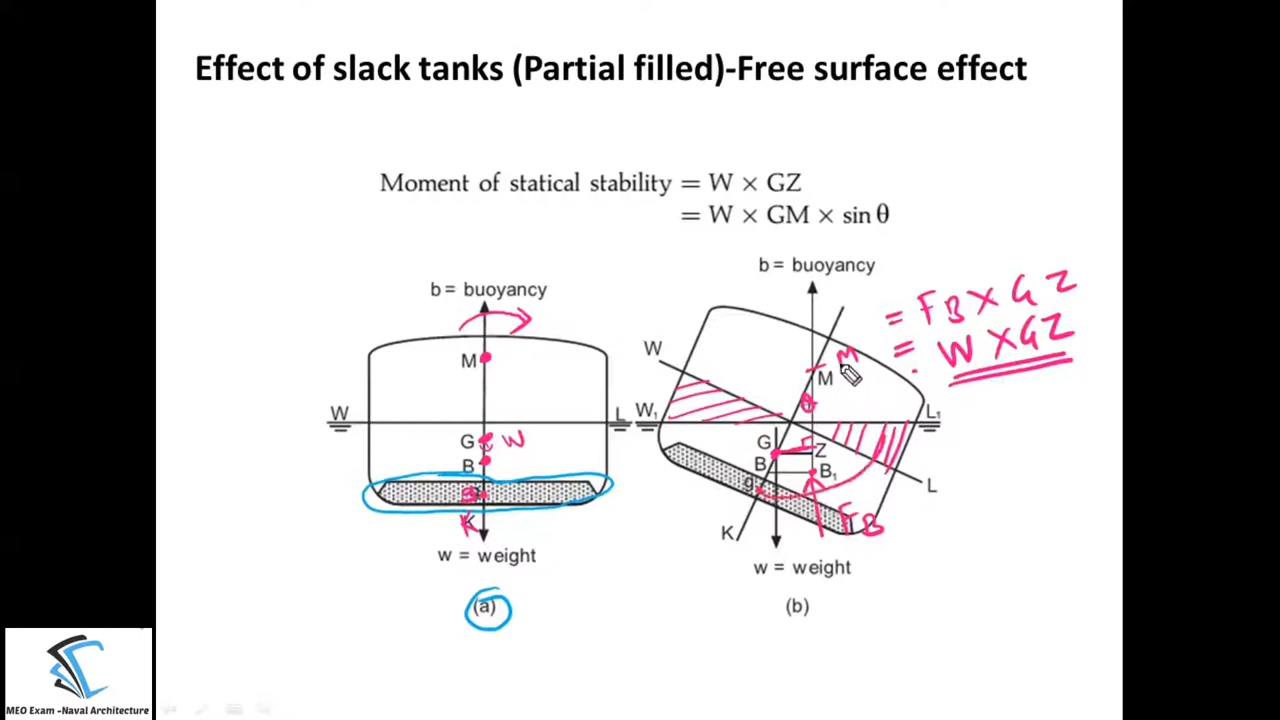 Effect of slack tanks (Partial filled)-Free surface effect
Moment of statical stability = W × GZ
= W × GM × sin θ
b = buoyancy
M
W
L
G W
B
K
w = weight
(a)
b = buoyancy
= FB × GZ
= W × GZ
W
M
M
θ
W₁
L₁
G
Z
B
B₁
g
L
K
FB
w = weight
(b)
MEO Exam -Naval Architecture